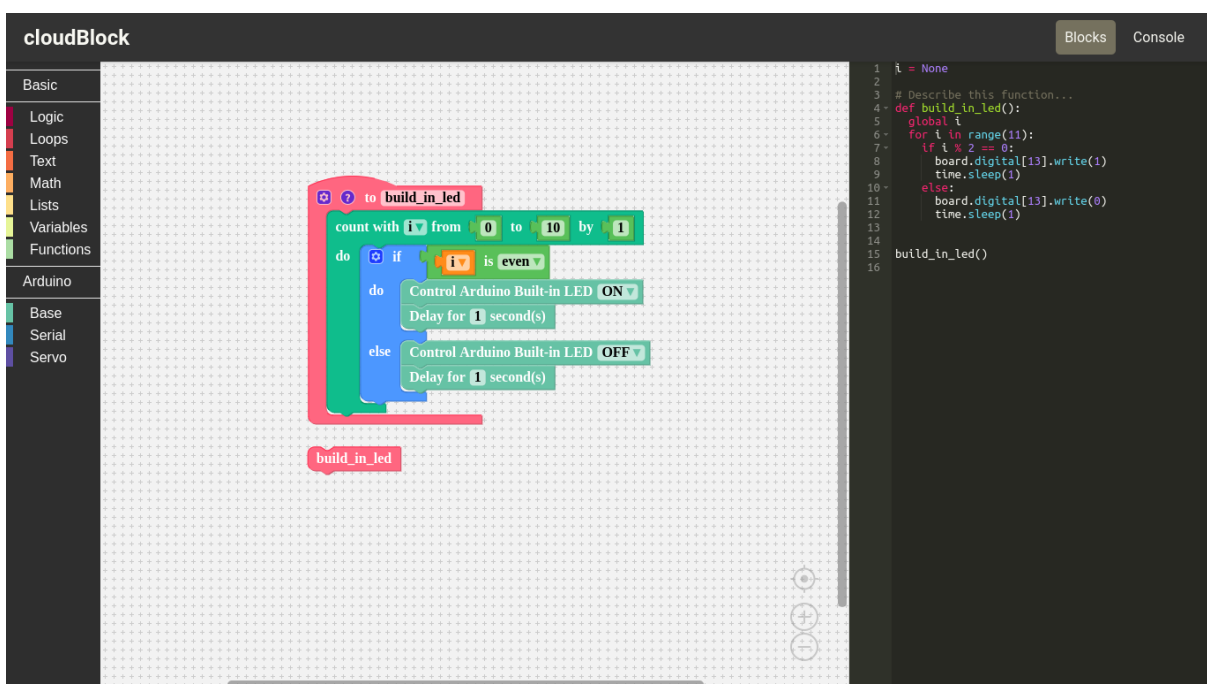 cloudBlock
Blocks Console
Basic
Logic
Loops
Text
Math
Lists
Variables
Functions
Arduino
Base
Serial
Servo
? to build_in_led
count with i from 0 to 10 by 1
do if i is even
do Control Arduino Built-in LED ON
Delay for 1 second(s)
else Control Arduino Built-in LED OFF
Delay for 1 second(s)
build_in_led
1 i = None
2
3 # Describe this function...
4 def build_in_led():
5 global i
6 for i in range(11):
7 if i % 2 == 0:
8 board.digital[13].write(1)
9 time.sleep(1)
10 else:
11 board.digital[13].write(0)
12 time.sleep(1)
13
14
15 build_in_led()
16